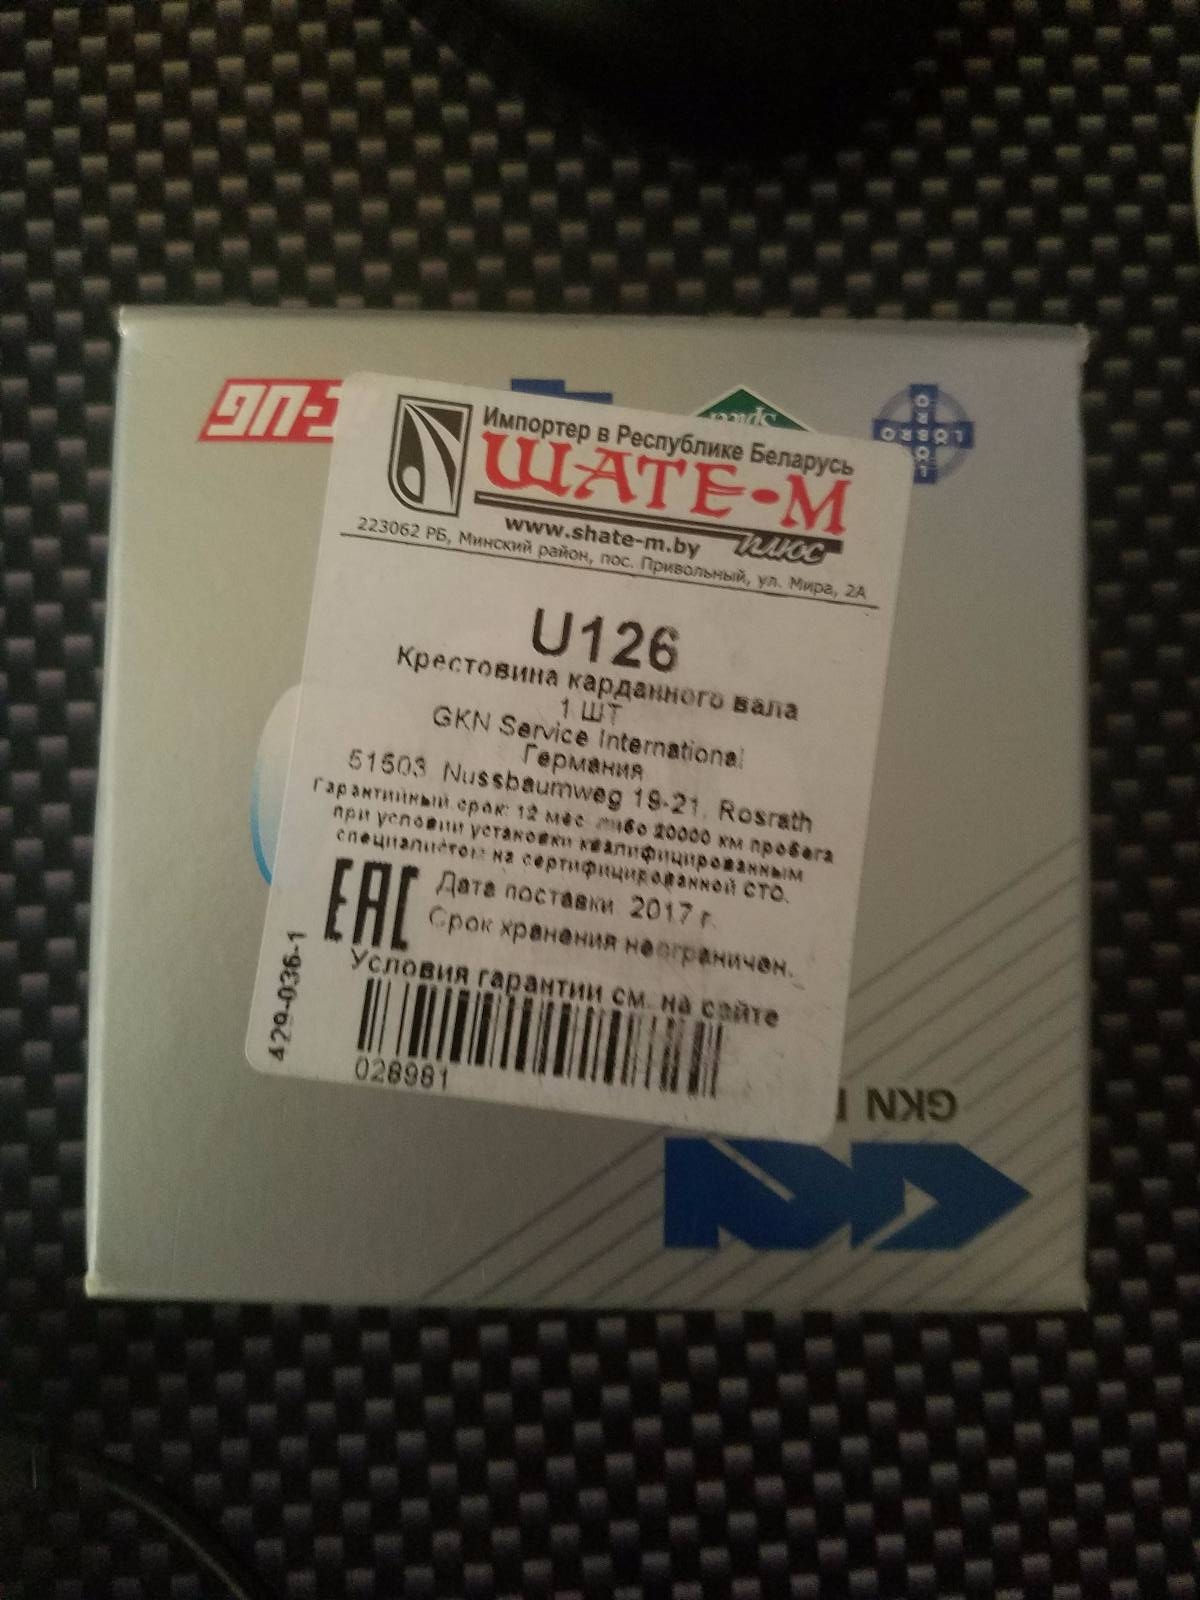 Импортер в Республике Беларусь
ШАТЕ-М
плюс
www.shate-m.by
223062 РБ, Минский район, пос. Привольный, ул. Мира, 2А
U126
Крестовина карданного вала
1 ШТ
GKN Service International
Германия
51503 Nussbaumweg 19-21, Rosrath
Гарантийный срок: 12 мес. либо 20000 км пробега
при условии установки квалифицированным
специалистом на сертифицированной СТО.
EAC
Дата поставки 2017 г.
Срок хранения неограничен.
Условия гарантии см. на сайте
028981
429-036-1
GKN
LÖBRO
LÖBRO